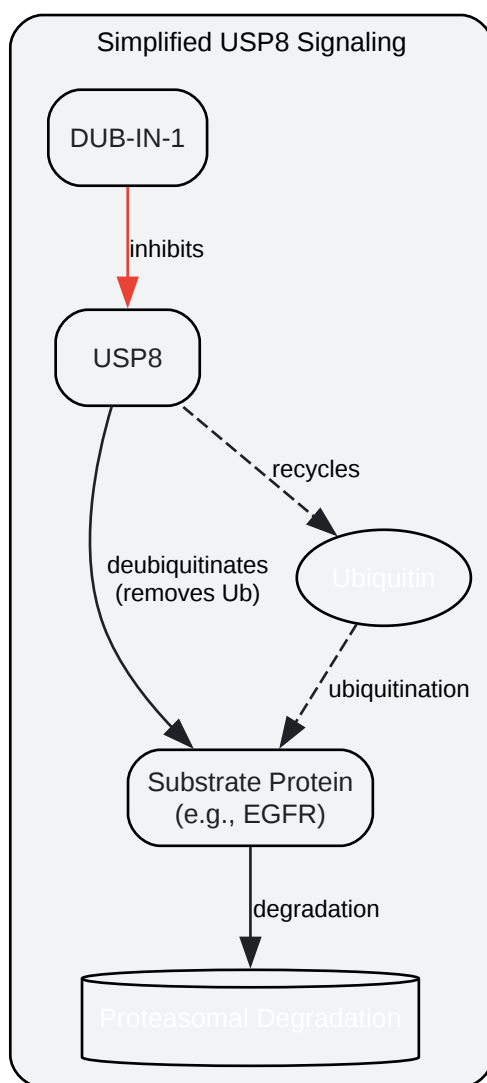 Simplified USP8 Signaling
DUB-IN-1
inhibits
USP8
recycles
deubiquitinates
(removes Ub)
Ubiquitin
ubiquitination
Substrate Protein
(e.g., EGFR)
degradation
Proteasomal Degradation